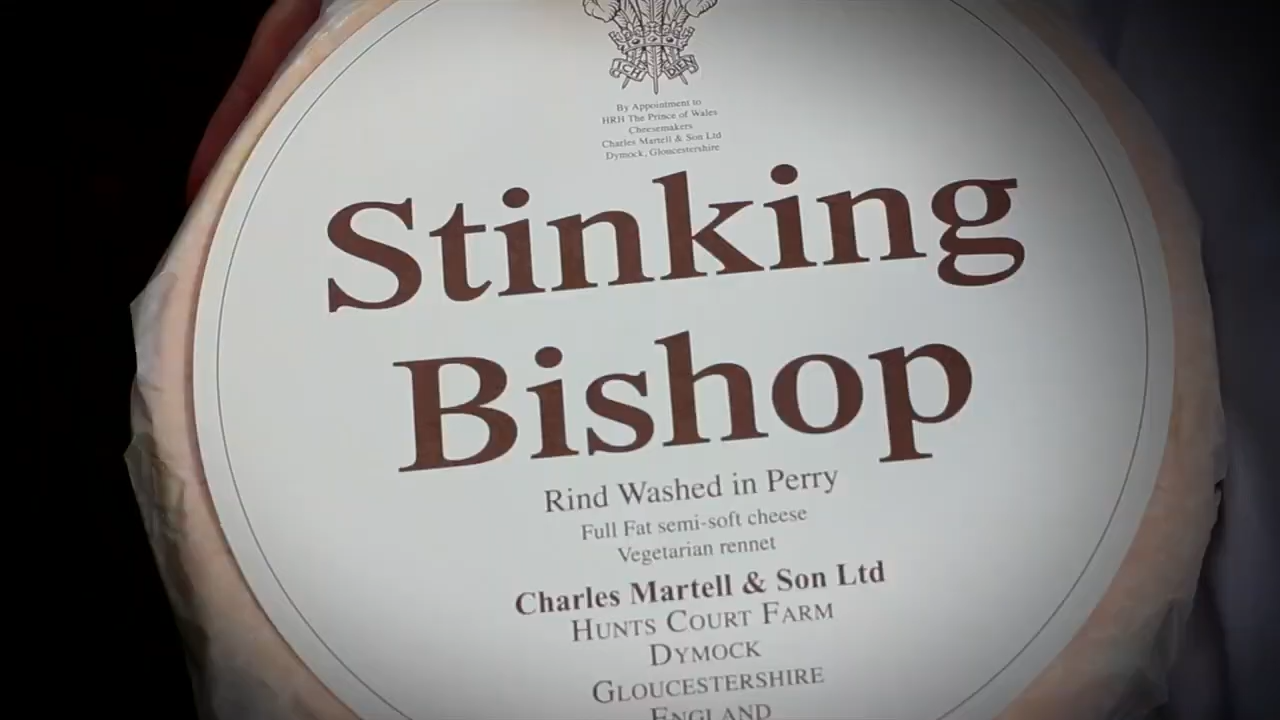 ICH DIEN
By Appointment to
HRH The Prince of Wales
Cheesemakers
Charles Martell & Son Ltd
Dymock, Gloucestershire
Stinking
Bishop
Rind Washed in Perry
Full Fat semi-soft cheese
Vegetarian rennet
Charles Martell & Son Ltd
HUNTS COURT FARM
DYMOCK
GLOUCESTERSHIRE
ENGLAND